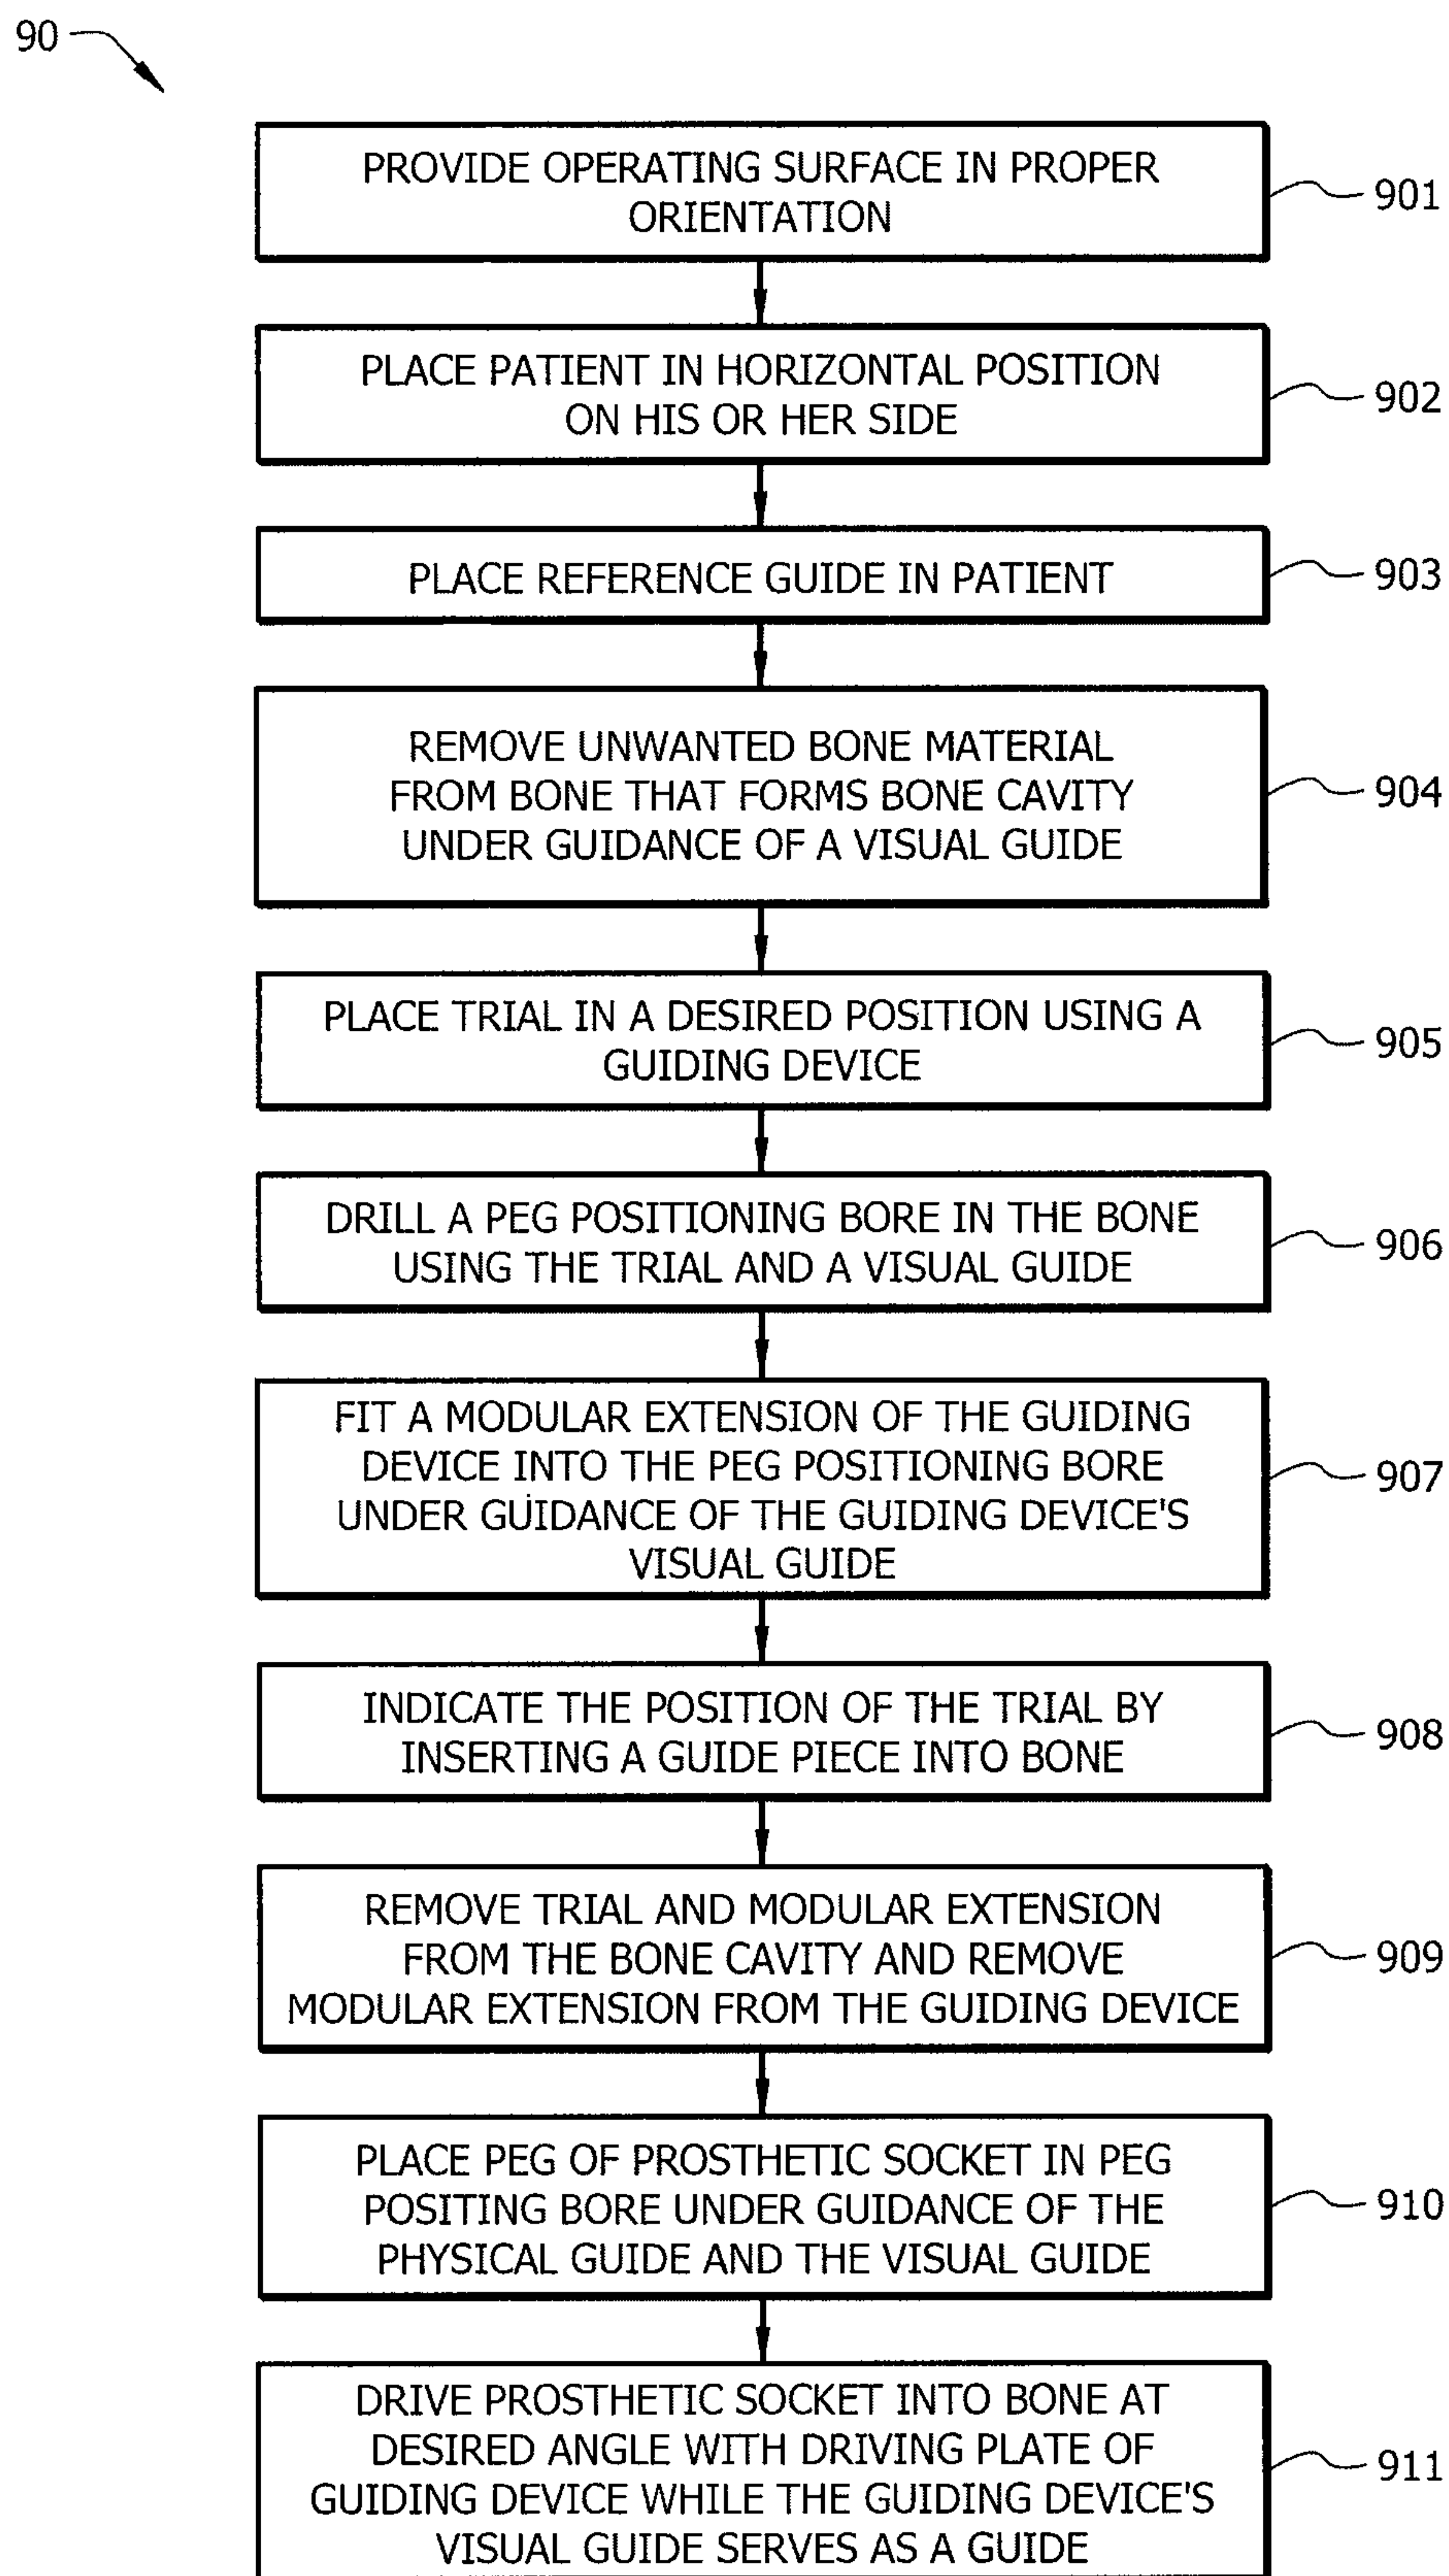 90
PROVIDE OPERATING SURFACE IN PROPER
ORIENTATION
901
PLACE PATIENT IN HORIZONTAL POSITION
ON HIS OR HER SIDE
902
PLACE REFERENCE GUIDE IN PATIENT
903
REMOVE UNWANTED BONE MATERIAL
FROM BONE THAT FORMS BONE CAVITY
UNDER GUIDANCE OF A VISUAL GUIDE
904
PLACE TRIAL IN A DESIRED POSITION USING A
GUIDING DEVICE
905
DRILL A PEG POSITIONING BORE IN THE BONE
USING THE TRIAL AND A VISUAL GUIDE
906
FIT A MODULAR EXTENSION OF THE GUIDING
DEVICE INTO THE PEG POSITIONING BORE
UNDER GUIDANCE OF THE GUIDING DEVICE'S
VISUAL GUIDE
907
INDICATE THE POSITION OF THE TRIAL BY
INSERTING A GUIDE PIECE INTO BONE
908
REMOVE TRIAL AND MODULAR EXTENSION
FROM THE BONE CAVITY AND REMOVE
MODULAR EXTENSION FROM THE GUIDING DEVICE
909
PLACE PEG OF PROSTHETIC SOCKET IN PEG
POSITING BORE UNDER GUIDANCE OF THE
PHYSICAL GUIDE AND THE VISUAL GUIDE
910
DRIVE PROSTHETIC SOCKET INTO BONE AT
DESIRED ANGLE WITH DRIVING PLATE OF
GUIDING DEVICE WHILE THE GUIDING DEVICE'S
VISUAL GUIDE SERVES AS A GUIDE
911